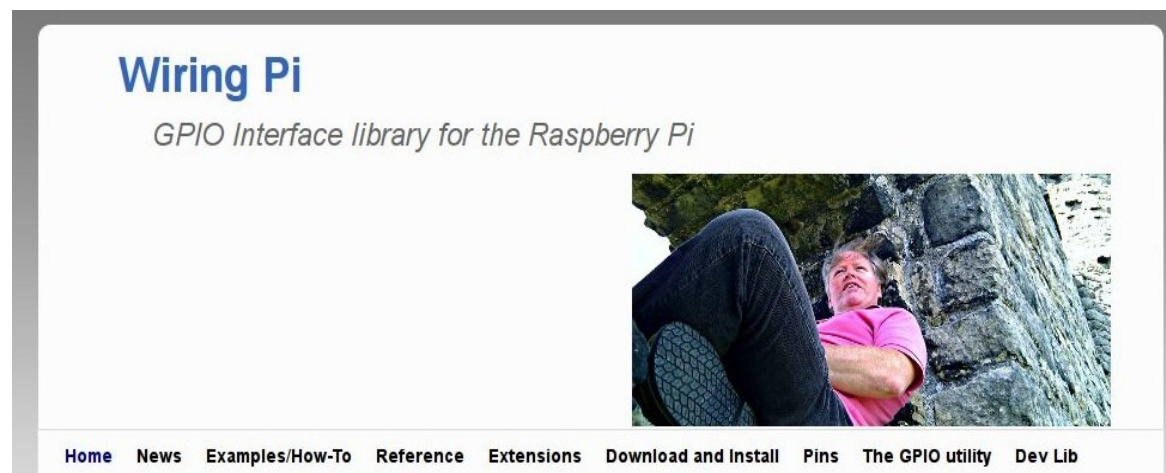 Wiring Pi
GPIO Interface library for the Raspberry Pi
Home News Examples/How-To Reference Extensions Download and Install Pins The GPIO utility Dev Lib